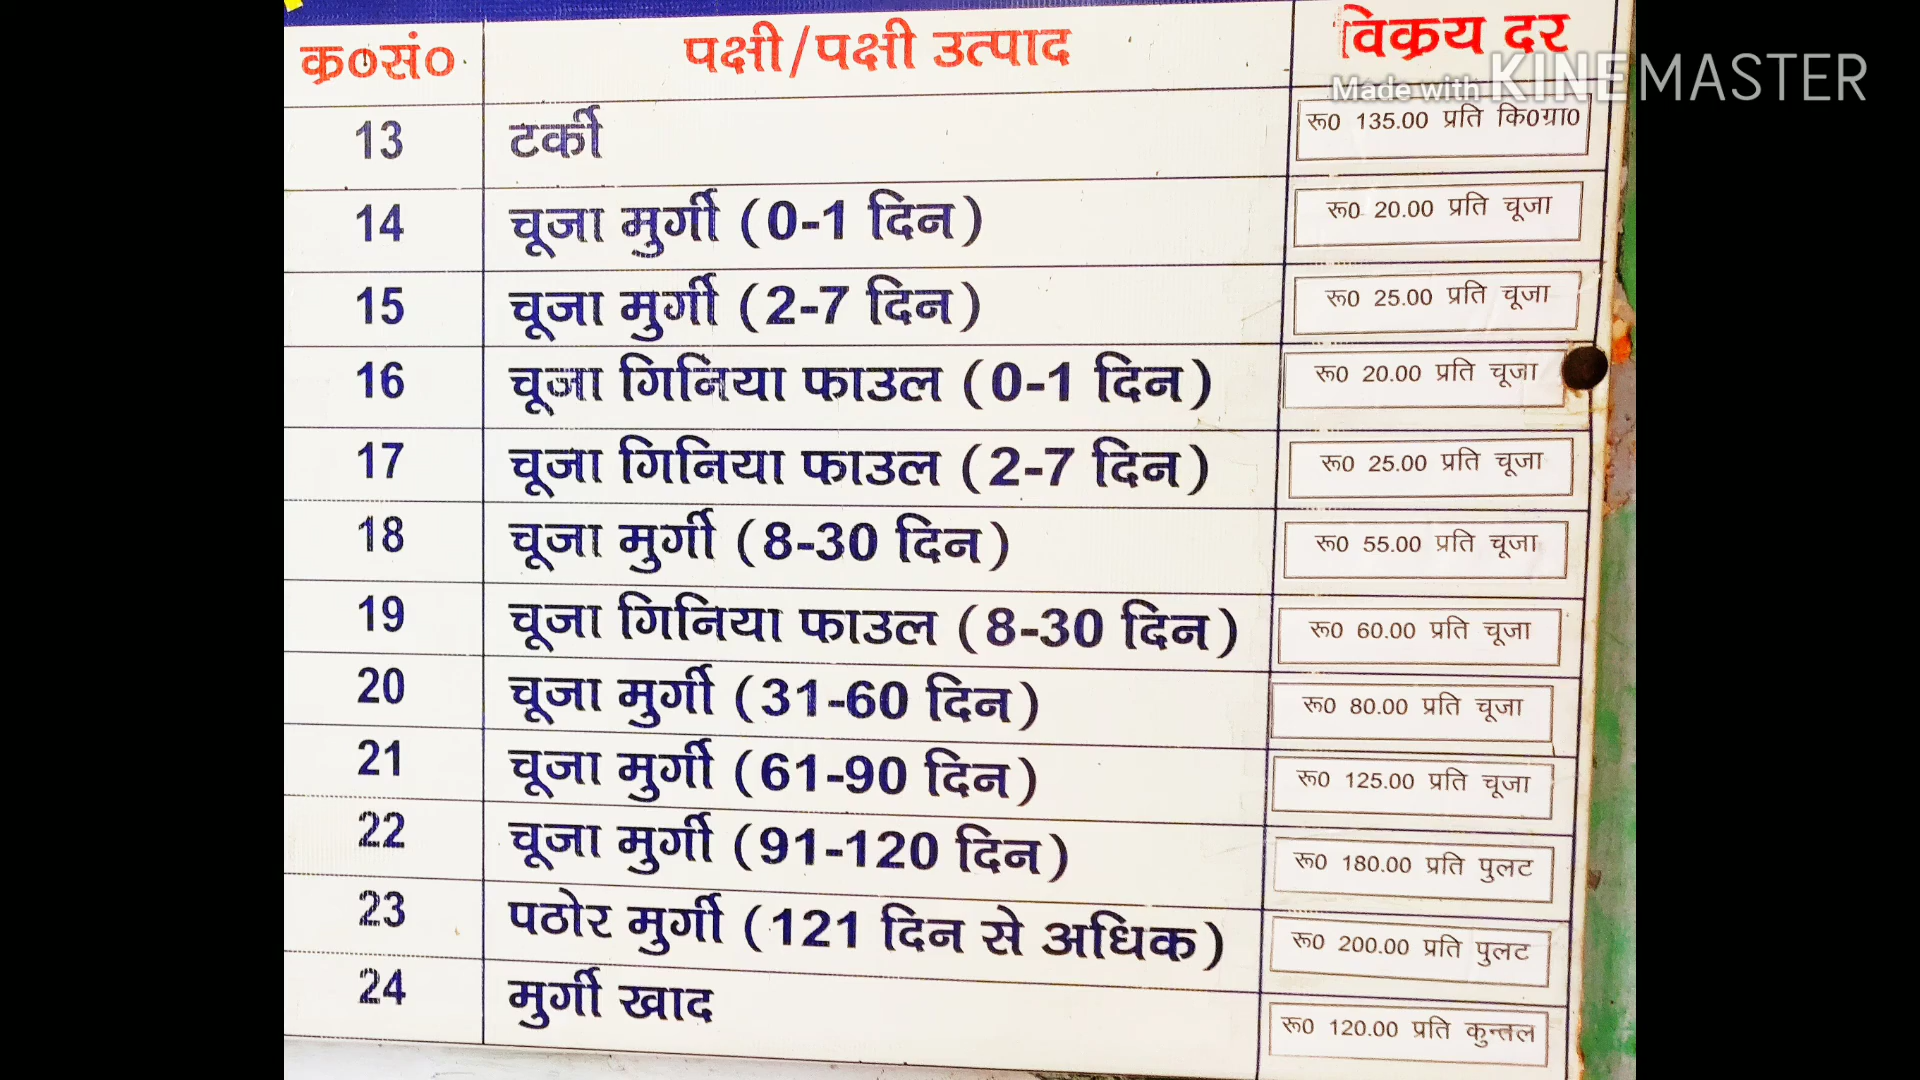 क्र०सं० पक्षी/पक्षी उत्पाद विक्रय दर
Made with KINEMASTER
13 टर्की रू0 135.00 प्रति कि0ग्रा0
14 चूजा मुर्गी (0-1 दिन) रू0 20.00 प्रति चूजा
15 चूजा मुर्गी (2-7 दिन) रू0 25.00 प्रति चूजा
16 चूजा गिनिया फाउल (0-1 दिन) रू0 20.00 प्रति चूजा
17 चूजा गिनिया फाउल (2-7 दिन) रू0 25.00 प्रति चूजा
18 चूजा मुर्गी (8-30 दिन) रू0 55.00 प्रति चूजा
19 चूजा गिनिया फाउल (8-30 दिन) रू0 60.00 प्रति चूजा
20 चूजा मुर्गी (31-60 दिन) रू0 80.00 प्रति चूजा
21 चूजा मुर्गी (61-90 दिन) रू0 125.00 प्रति चूजा
22 चूजा मुर्गी (91-120 दिन) रू0 180.00 प्रति पुलट
23 पठोर मुर्गी (121 दिन से अधिक) रू0 200.00 प्रति पुलट
24 मुर्गी खाद रू0 120.00 प्रति कुन्तल